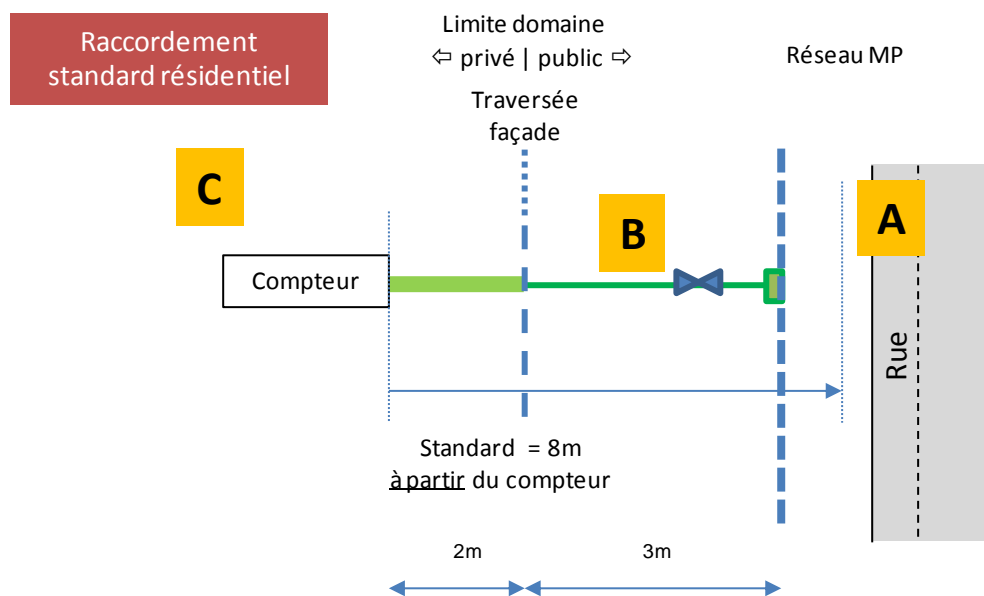 Raccordement
standard résidentiel
Limite domaine
⇦ privé | public ⇨
Réseau MP
Traversée
façade
C
B
A
Compteur
Rue
Standard = 8m
à partir du compteur
2m
3m